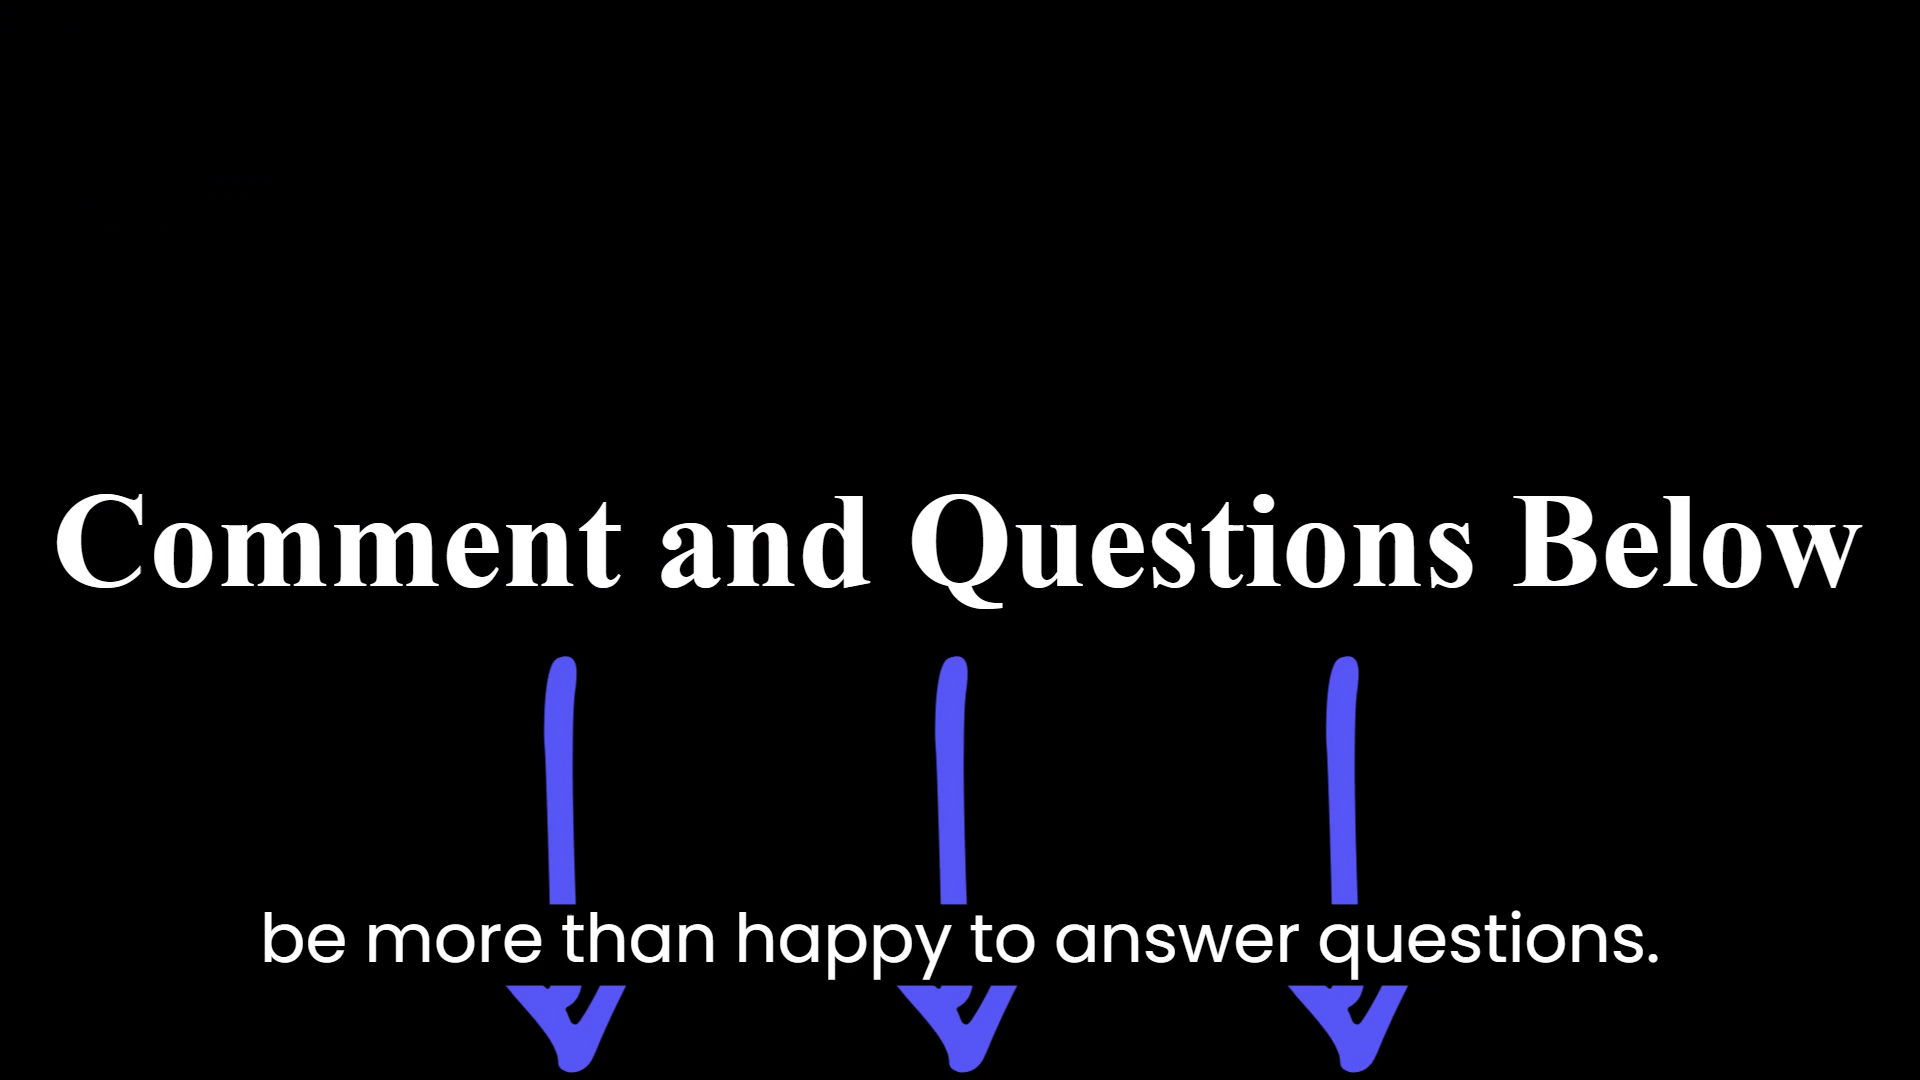 Comment and Questions Below
be more than happy to answer questions.